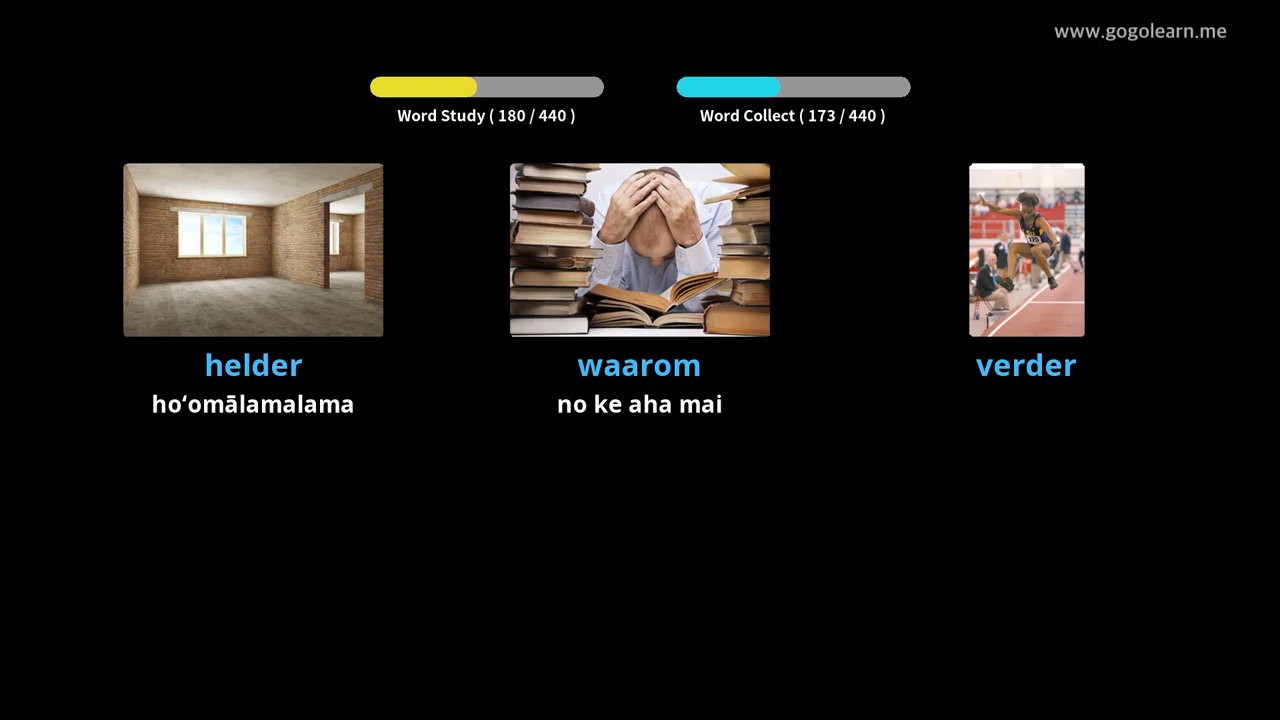 www.gogolearn.me
Word Study ( 180 / 440 )
Word Collect ( 173 / 440 )
helder
waarom
verder
hoʻomālamalama
no ke aha mai